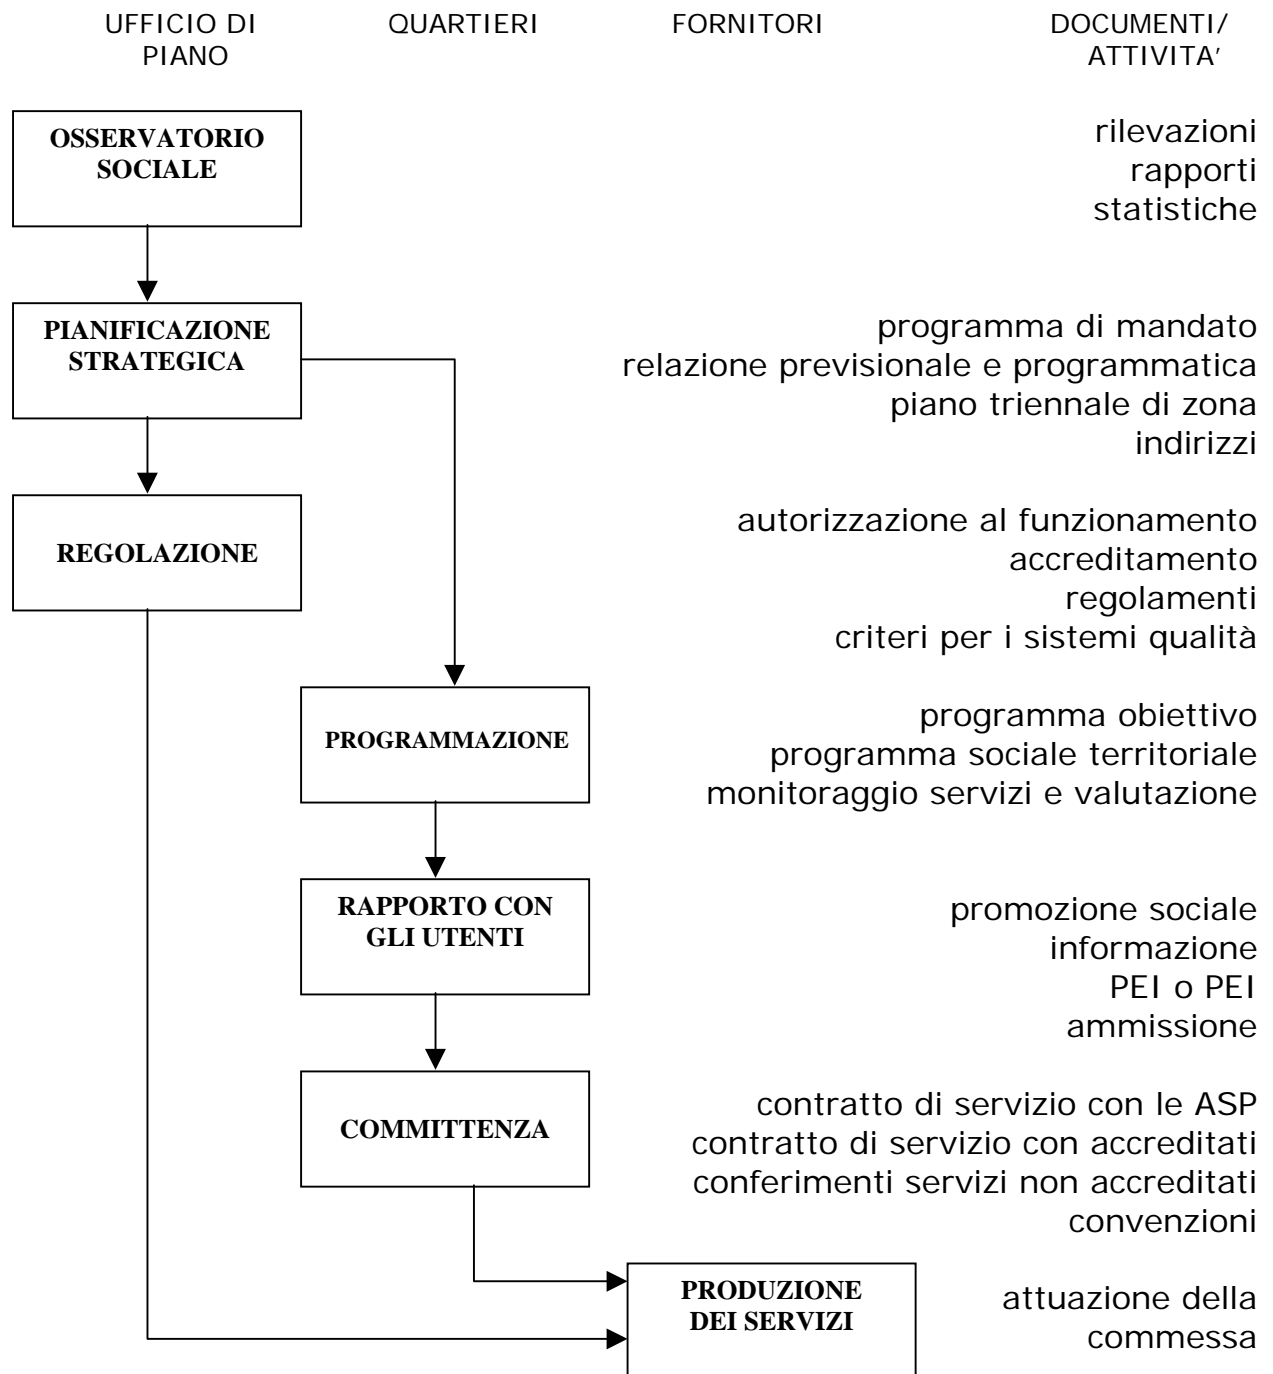 UFFICIO DI PIANO
QUARTIERI
FORNITORI
DOCUMENTI/
ATTIVITA’
OSSERVATORIO
SOCIALE
rilevazioni
rapporti
statistiche
PIANIFICAZIONE
STRATEGICA
programma di mandato
relazione previsionale e programmatica
piano triennale di zona
indirizzi
REGOLAZIONE
autorizzazione al funzionamento
accreditamento
regolamenti
criteri per i sistemi qualità
PROGRAMMAZIONE
programma obiettivo
programma sociale territoriale
monitoraggio servizi e valutazione
RAPPORTO CON
GLI UTENTI
promozione sociale
informazione
PEI o PEI
ammissione
COMMITTENZA
contratto di servizio con le ASP
contratto di servizio con accreditati
conferimenti servizi non accreditati
convenzioni
PRODUZIONE
DEI SERVIZI
attuazione della
commessa